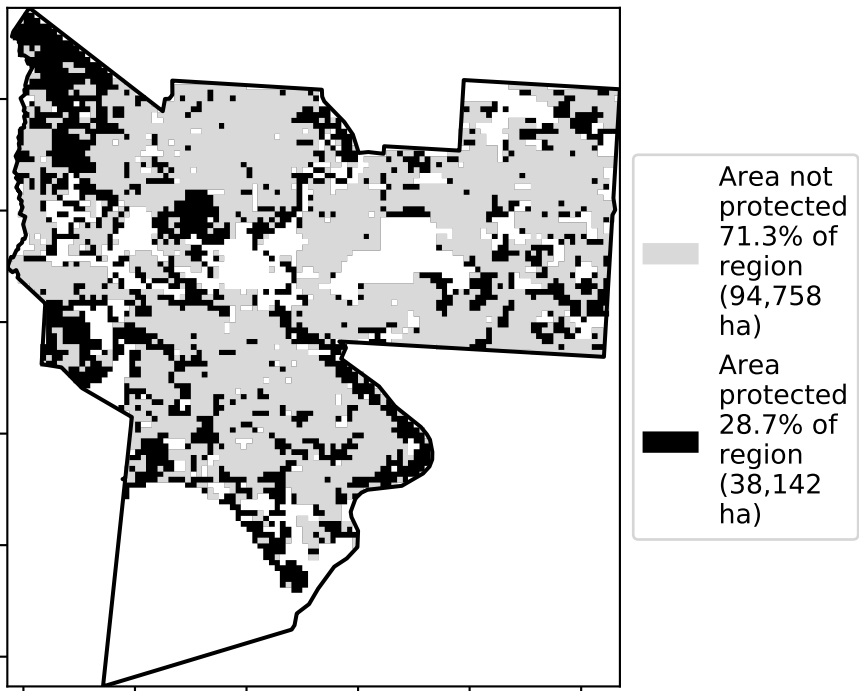 Area not
protected
71.3% of
region
(94,758
ha)
Area
protected
28.7% of
region
(38,142
ha)